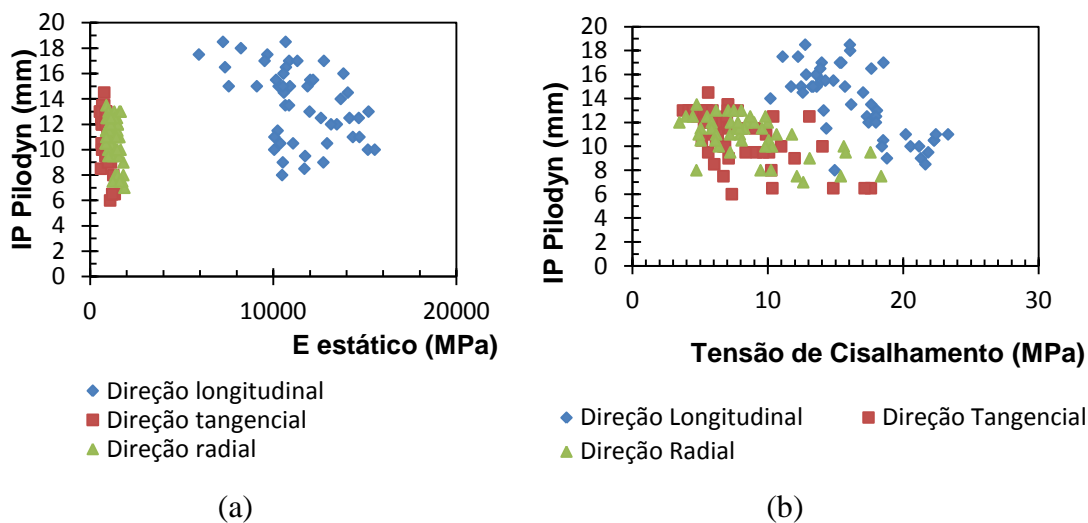 20
18
16
14
12
10
8
6
4
2
0
IP Pilodyn (mm)
0
10000
20000
E estático (MPa)
Direção longitudinal
Direção tangencial
Direção radial
(a)
20
18
16
14
12
10
8
6
4
2
0
IP Pilodyn (mm)
0
10
20
30
Tensão de Cisalhamento (MPa)
Direção Longitudinal
Direção Tangencial
Direção Radial
(b)